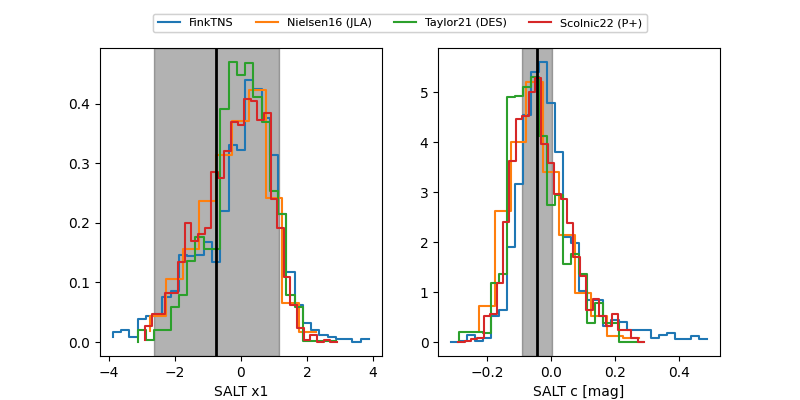 FinkTNS Nielsen16 (JLA) Taylor21 (DES) Scolnic22 (P+)
0.4
0.3
0.2
0.1
0.0
−4 −2 0 2 4
SALT x1
5
4
3
2
1
0
−0.2 0.0 0.2 0.4
SALT c [mag]